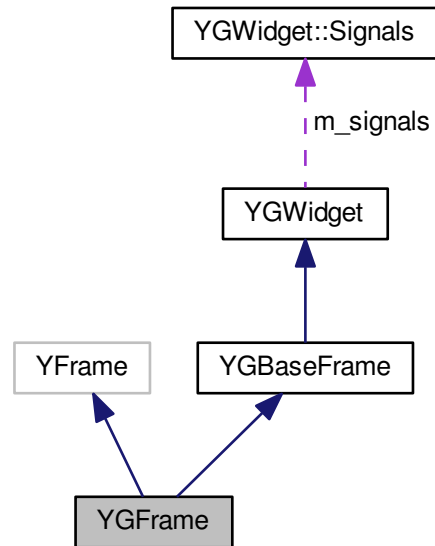 YGWidget::Signals
m_signals
YGWidget
YFrame
YGBaseFrame
YGFrame